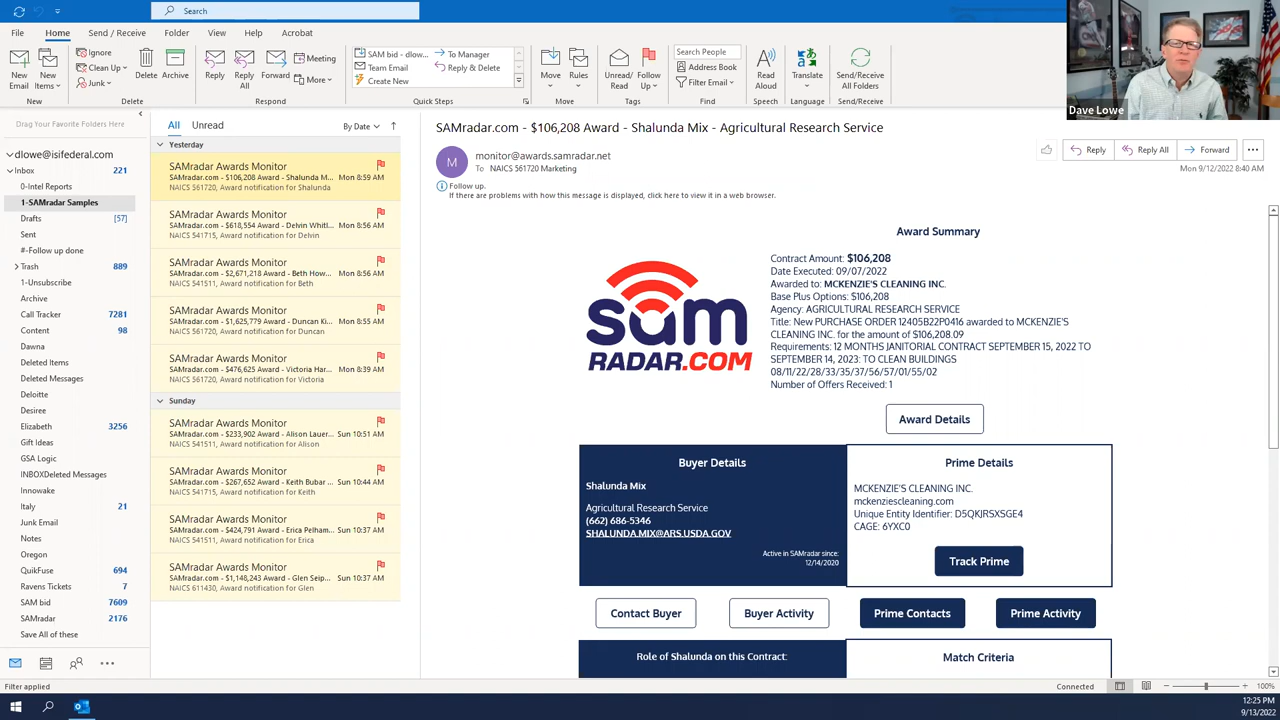 Search
File Home Send / Receive Folder View Help Acrobat
New Email
New Items
Ignore
Clean Up
Junk
Delete
Archive
Reply
Reply All
Forward
Meeting
More
SAM bid - dlow...
Team Email
Create New
To Manager
Reply & Delete
Move
Rules
Unread/ Read
Follow Up
Search People
Address Book
Filter Email
Read Aloud
Translate
Send/Receive All Folders
New Delete Respond Quick Steps Move Tags Find Speech Language Send/Receive
Dave Lowe
Drag Your Favorite Folders Here
dlowe@isifederal.com
Inbox 221
0-Intel Reports
1-SAMradar Samples
Drafts [57]
Sent
#-Follow up done
Trash 889
1-Unsubscribe
Archive
Call Tracker 7281
Content 98
Dawna
Deleted Items
Deleted Messages
Deloitte
Desiree
Elizabeth 3256
Gift Ideas
GSA Logic
INBOXDeleted Messages
Innowake
Italy 21
Junk Email
Notes
Oregon
QuikFuse 694
Ravens Tickets 7
SAM bid 7609
SAMradar 2176
Save All of these
All Unread By Date
Yesterday
SAMradar Awards Monitor
SAMradar.com - $106,208 Award - Shalunda M... Mon 8:59 AM
NAICS 561720, Award notification for Shalunda
SAMradar Awards Monitor
SAMradar.com - $618,554 Award - Delvin Whitl... Mon 8:56 AM
NAICS 541715, Award notification for Delvin
SAMradar Awards Monitor
SAMradar.com - $2,671,218 Award - Beth How... Mon 8:56 AM
NAICS 541511, Award notification for Beth
SAMradar Awards Monitor
SAMradar.com - $1,625,779 Award - Duncan Ki... Mon 8:55 AM
NAICS 561720, Award notification for Duncan
SAMradar Awards Monitor
SAMradar.com - $476,625 Award - Victoria Har... Mon 8:39 AM
NAICS 561720, Award notification for Victoria
Sunday
SAMradar Awards Monitor
SAMradar.com - $233,902 Award - Alison Lauer... Sun 10:51 AM
NAICS 541511, Award notification for Alison
SAMradar Awards Monitor
SAMradar.com - $267,652 Award - Keith Bubar ... Sun 10:44 AM
NAICS 541715, Award notification for Keith
SAMradar Awards Monitor
SAMradar.com - $424,791 Award - Erica Pelham... Sun 10:37 AM
NAICS 541511, Award notification for Erica
SAMradar Awards Monitor
SAMradar.com - $1,148,243 Award - Glen Seip... Sun 10:37 AM
NAICS 611430, Award notification for Glen
SAMradar.com - $106,208 Award - Shalunda Mix - Agricultural Research Service
M
monitor@awards.samradar.net
To NAICS 561720 Marketing
Reply Reply All Forward
Mon 9/12/2022 8:40 AM
Follow up.
If there are problems with how this message is displayed, click here to view it in a web browser.
Award Summary
sam
RADAR.COM
Contract Amount: $106,208
Date Executed: 09/07/2022
Awarded to: MCKENZIE'S CLEANING INC.
Base Plus Options: $106,208
Agency: AGRICULTURAL RESEARCH SERVICE
Title: New PURCHASE ORDER 12405B22P0416 awarded to MCKENZIE'S
CLEANING INC. for the amount of $106,208.09
Requirements: 12 MONTHS JANITORIAL CONTRACT SEPTEMBER 15, 2022 TO
SEPTEMBER 14, 2023: TO CLEAN BUILDINGS
08/11/22/28/33/35/37/56/57/01/55/02
Number of Offers Received: 1
Award Details
Buyer Details
Shalunda Mix
Agricultural Research Service
(662) 686-5346
SHALUNDA.MIX@ARS.USDA.GOV
Active in SAMradar since:
12/14/2020
Prime Details
MCKENZIE'S CLEANING INC.
mckenziescleaning.com
Unique Entity Identifier: D5QKJRSXSGE4
CAGE: 6YXC0
Track Prime
Contact Buyer Buyer Activity Prime Contacts Prime Activity
Role of Shalunda on this Contract:
Match Criteria
Filter applied
Connected
100%
12:25 PM
9/13/2022